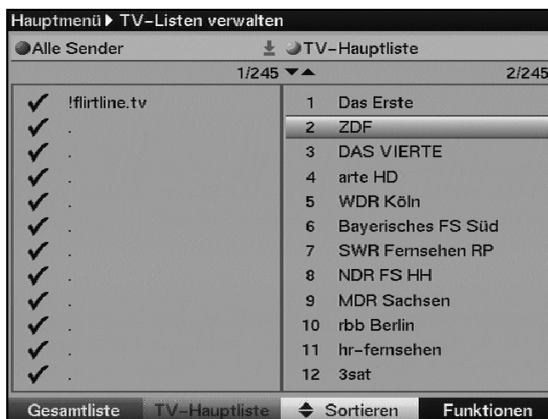 Hauptmenü TV-Listen verwalten
Alle Sender
TV-Hauptliste
1/245
2/245
!flirtline.tv
.
.
.
.
.
.
.
.
.
.
.
1 Das Erste
2 ZDF
3 DAS VIERTE
4 arte HD
5 WDR Köln
6 Bayerisches FS Süd
7 SWR Fernsehen RP
8 NDR FS HH
9 MDR Sachsen
10 rbb Berlin
11 hr-fernsehen
12 3sat
Gesamtliste
TV-Hauptliste
Sortieren
Funktionen